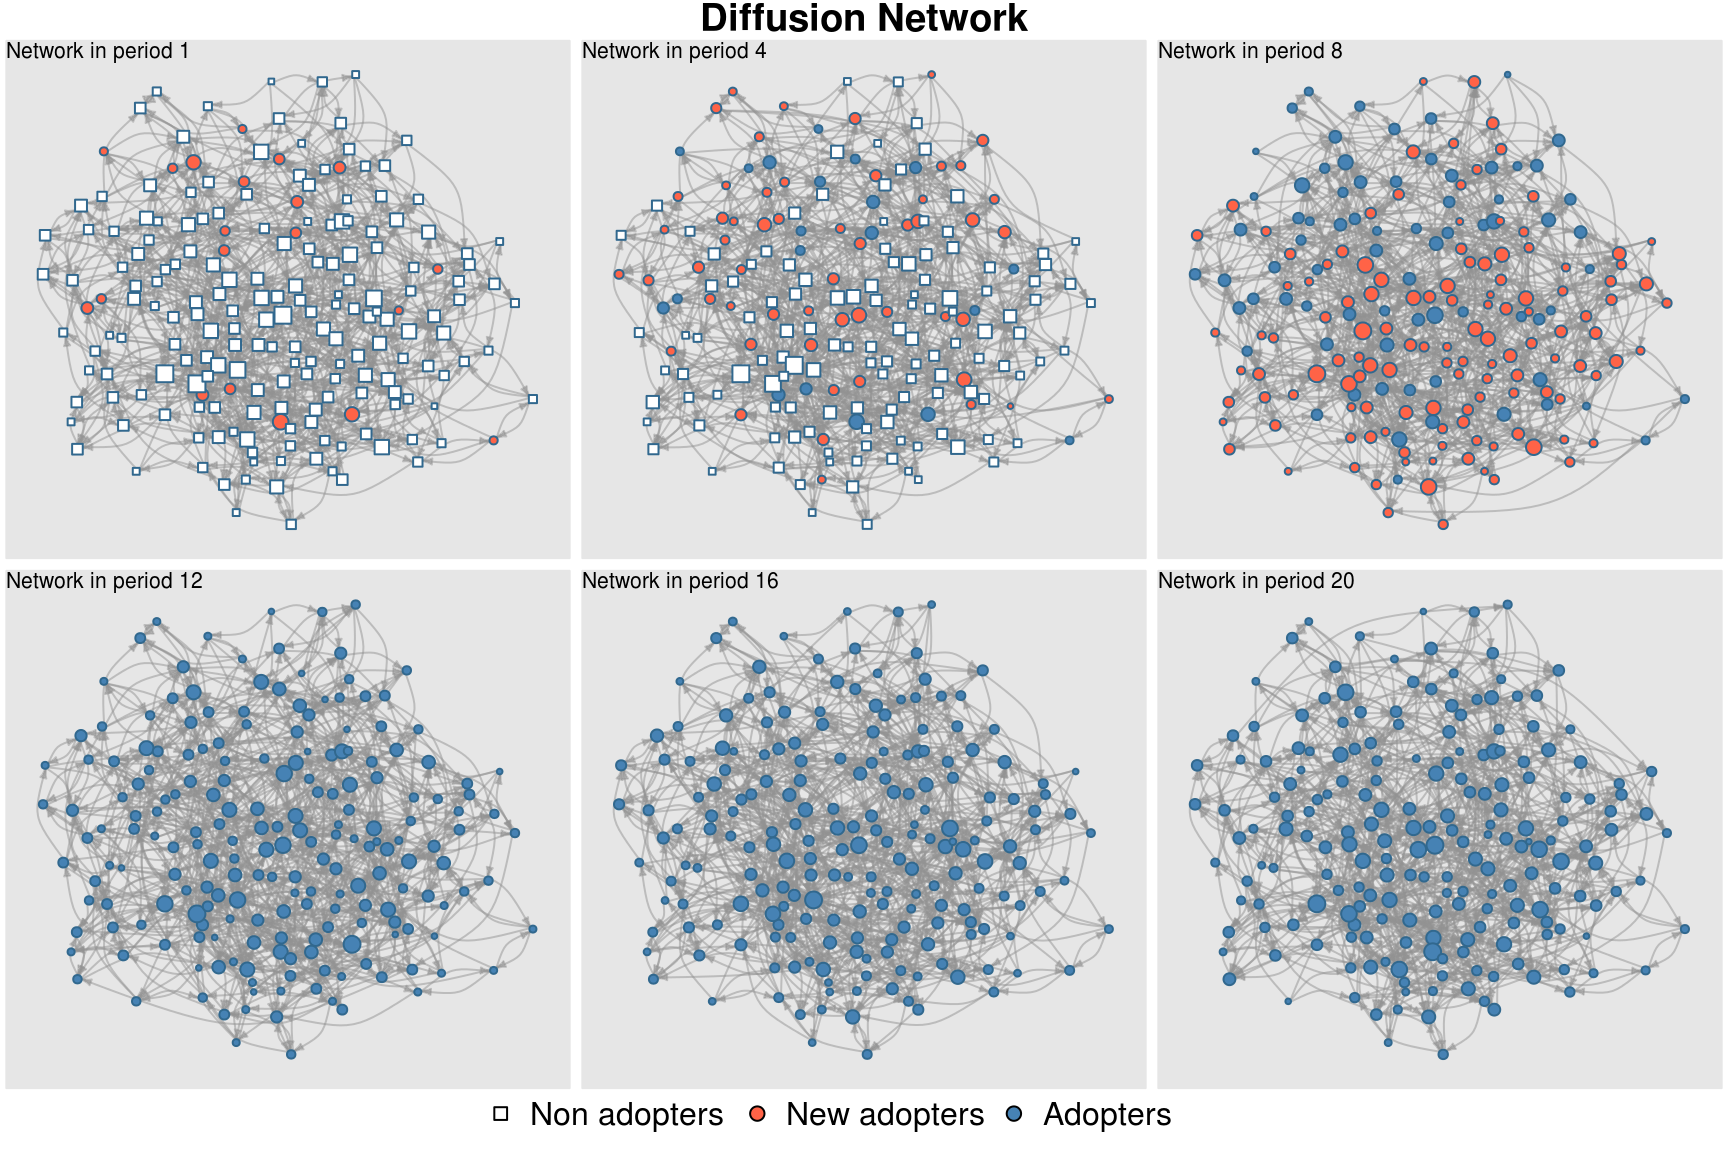 Diffusion Network
Network in period 1
Network in period 4
Network in period 8
Network in period 12
Network in period 16
Network in period 20
Non adopters
New adopters
Adopters